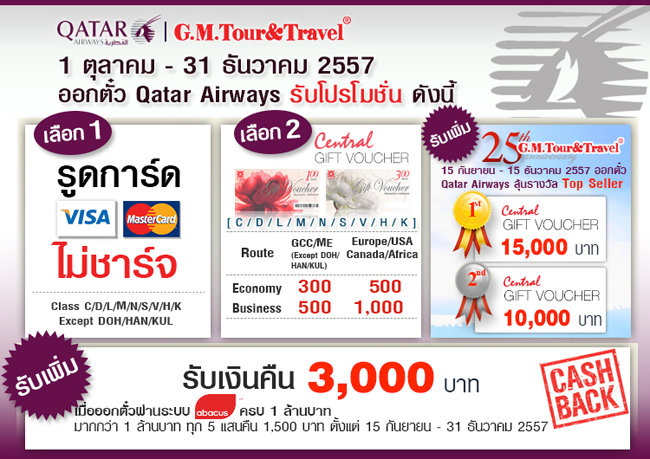 QATAR
AIRWAYS القطرية
G.M.Tour&Travel®
1 ตุลาคม - 31 ธันวาคม 2557
ออกตั๋ว Qatar Airways รับโปรโมชั่น ดังนี้
เลือก 1
รูดการ์ด
VISA MasterCard
ไม่ชาร์จ
Class C/D/L/M/N/S/V/H/K
Except DOH/HAN/KUL
เลือก 2
Central
GIFT VOUCHER
Gift Voucher
Gift Voucher
[ C / D / L / M / N / S / V / H / K ]
Route GCC/ME (Except DOH/HAN/KUL) Europe/USA Canada/Africa
Economy 300 500
Business 500 1,000
รับเพิ่ม
25th anniversary
G.M.Tour&Travel®
15 กันยายน - 15 ธันวาคม 2557 ออกตั๋ว
Qatar Airways ลุ้นรางวัล Top Seller
1st
Central
GIFT VOUCHER
15,000 บาท
2nd
Central
GIFT VOUCHER
10,000 บาท
รับเพิ่ม
รับเงินคืน 3,000 บาท
เมื่อออกตั๋วผ่านระบบ abacus ครบ 1 ล้านบาท
มากกว่า 1 ล้านบาท ทุก 5 แสนคืน 1,500 บาท ตั้งแต่ 15 กันยายน - 31 ธันวาคม 2557
CASH
BACK